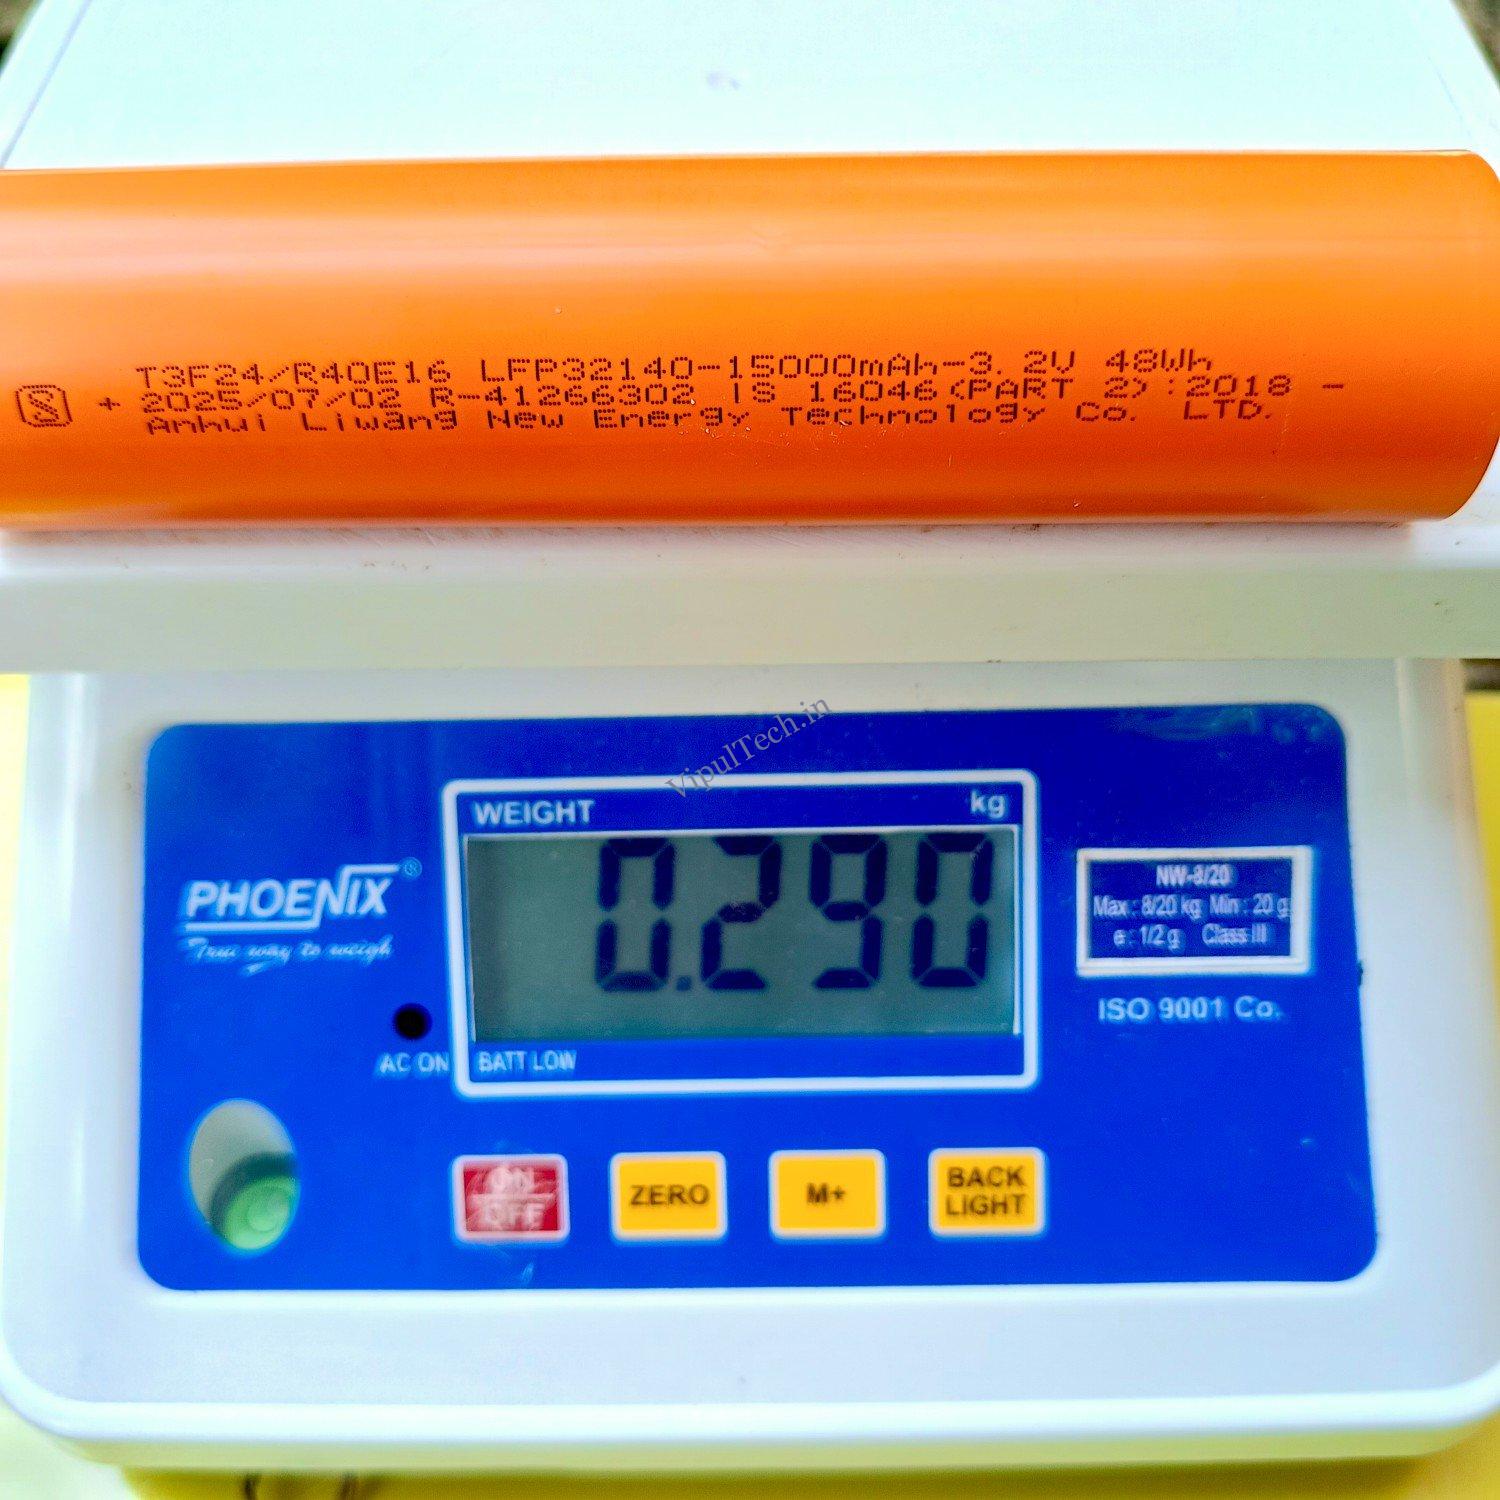 T3F24/R40E16 LFP32140-15000mAh-3.2V 48Wh
+ 2025/07/02 R-41266302 IS 16046(PART 2):2018 -
Anhui Liwang New Energy Technology Co. LTD.
VipulTech.in
WEIGHT kg
0.290
PHOENIX®
True way to weigh
NW-8/20
Max : 8/20 kg Min : 20 g
e : 1/2 g Class III
ISO 9001 Co.
AC ON
BATT LOW
ON
OFF
ZERO
M+
BACK
LIGHT